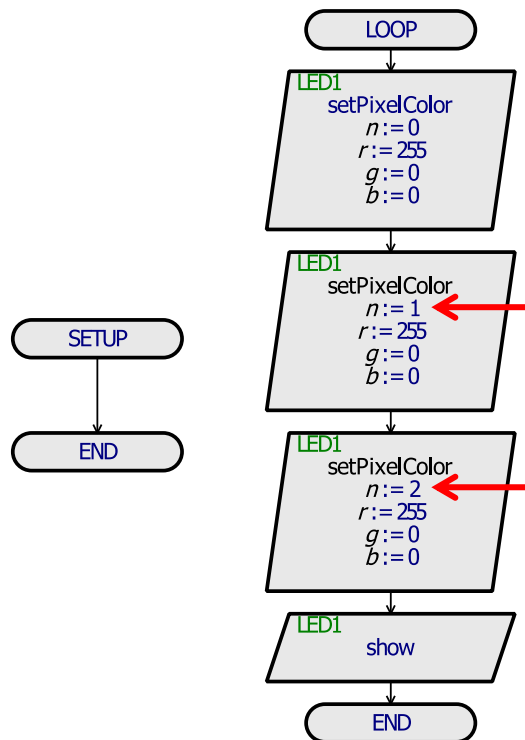 SETUP
END
LOOP
LED1
setPixelColor
n:=0
r:=255
g:=0
b:=0
LED1
setPixelColor
n:=1
r:=255
g:=0
b:=0
LED1
setPixelColor
n:=2
r:=255
g:=0
b:=0
LED1
show
END